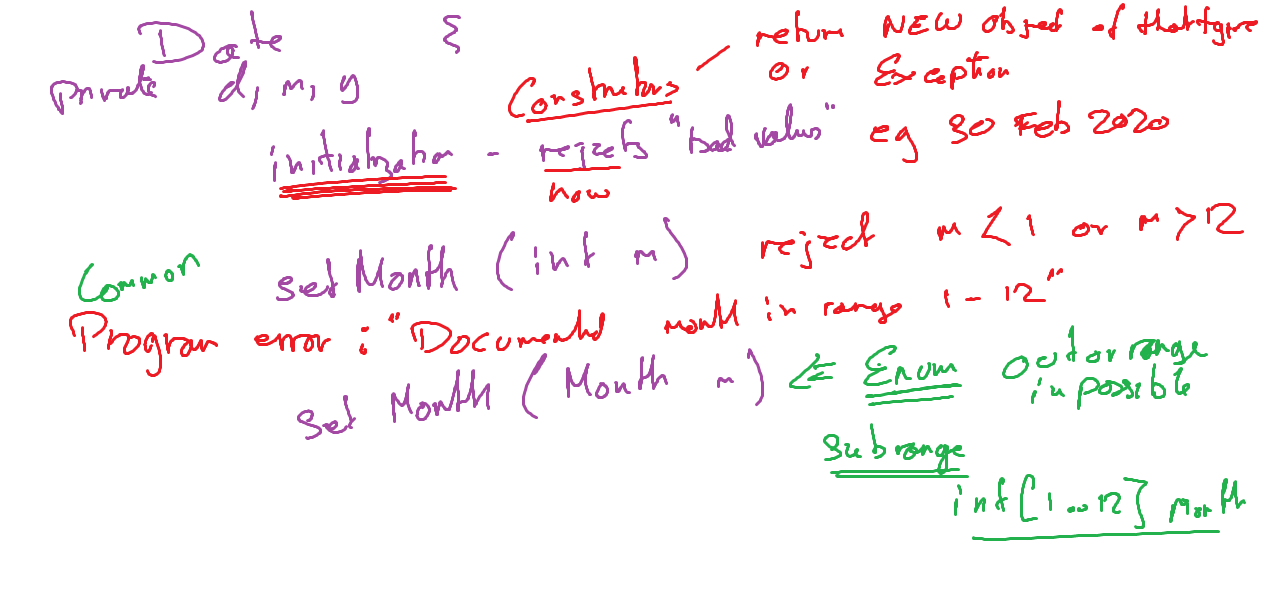 Date {
return NEW object of that type
private d, m, y
Constructors
or Exception
initialization - rejects "bad value"
eg 30 Feb 2020
how
set Month (int m)
reject m < 1 or m > 12
Common
Program error : "Documented month in range 1 - 12"
set Month (Month m) <= Enum out of range
impossible
subrange
int [1..12] month